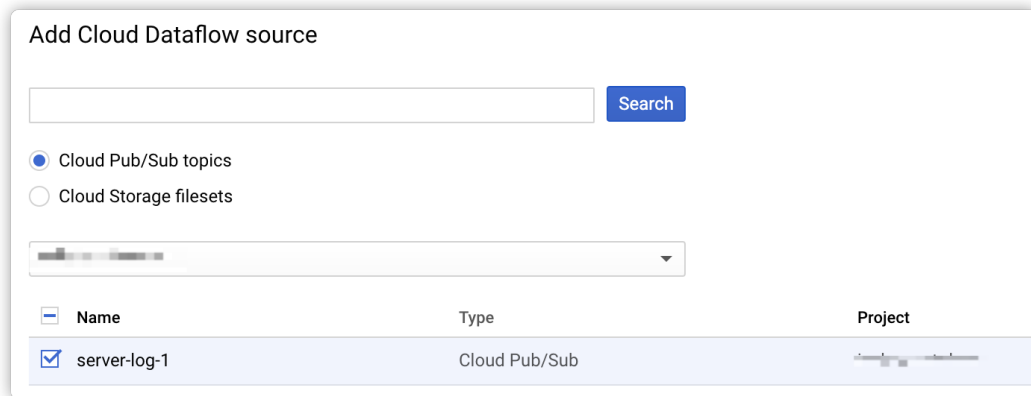 Add Cloud Dataflow source
Search
Cloud Pub/Sub topics
Cloud Storage filesets
Name Type Project
server-log-1 Cloud Pub/Sub